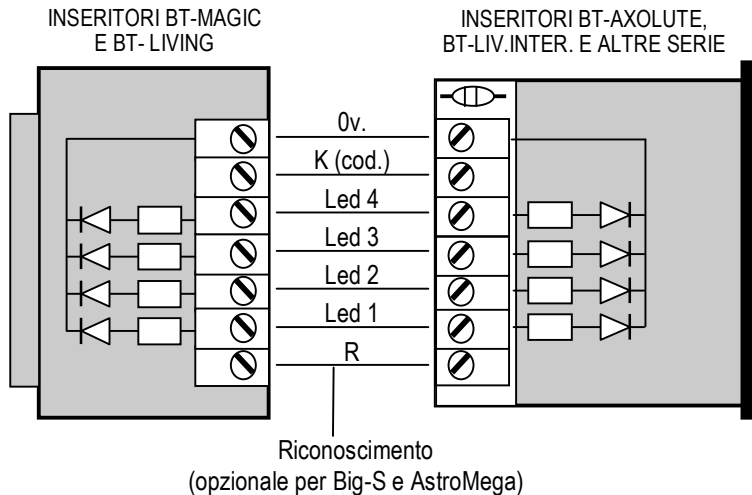 INSERITORI BT-MAGIC
E BT- LIVING
INSERITORI BT-AXOLUTE,
BT-LIV.INTER. E ALTRE SERIE
0v.
K (cod.)
Led 4
Led 3
Led 2
Led 1
R
Riconoscimento
(opzionale per Big-S e AstroMega)